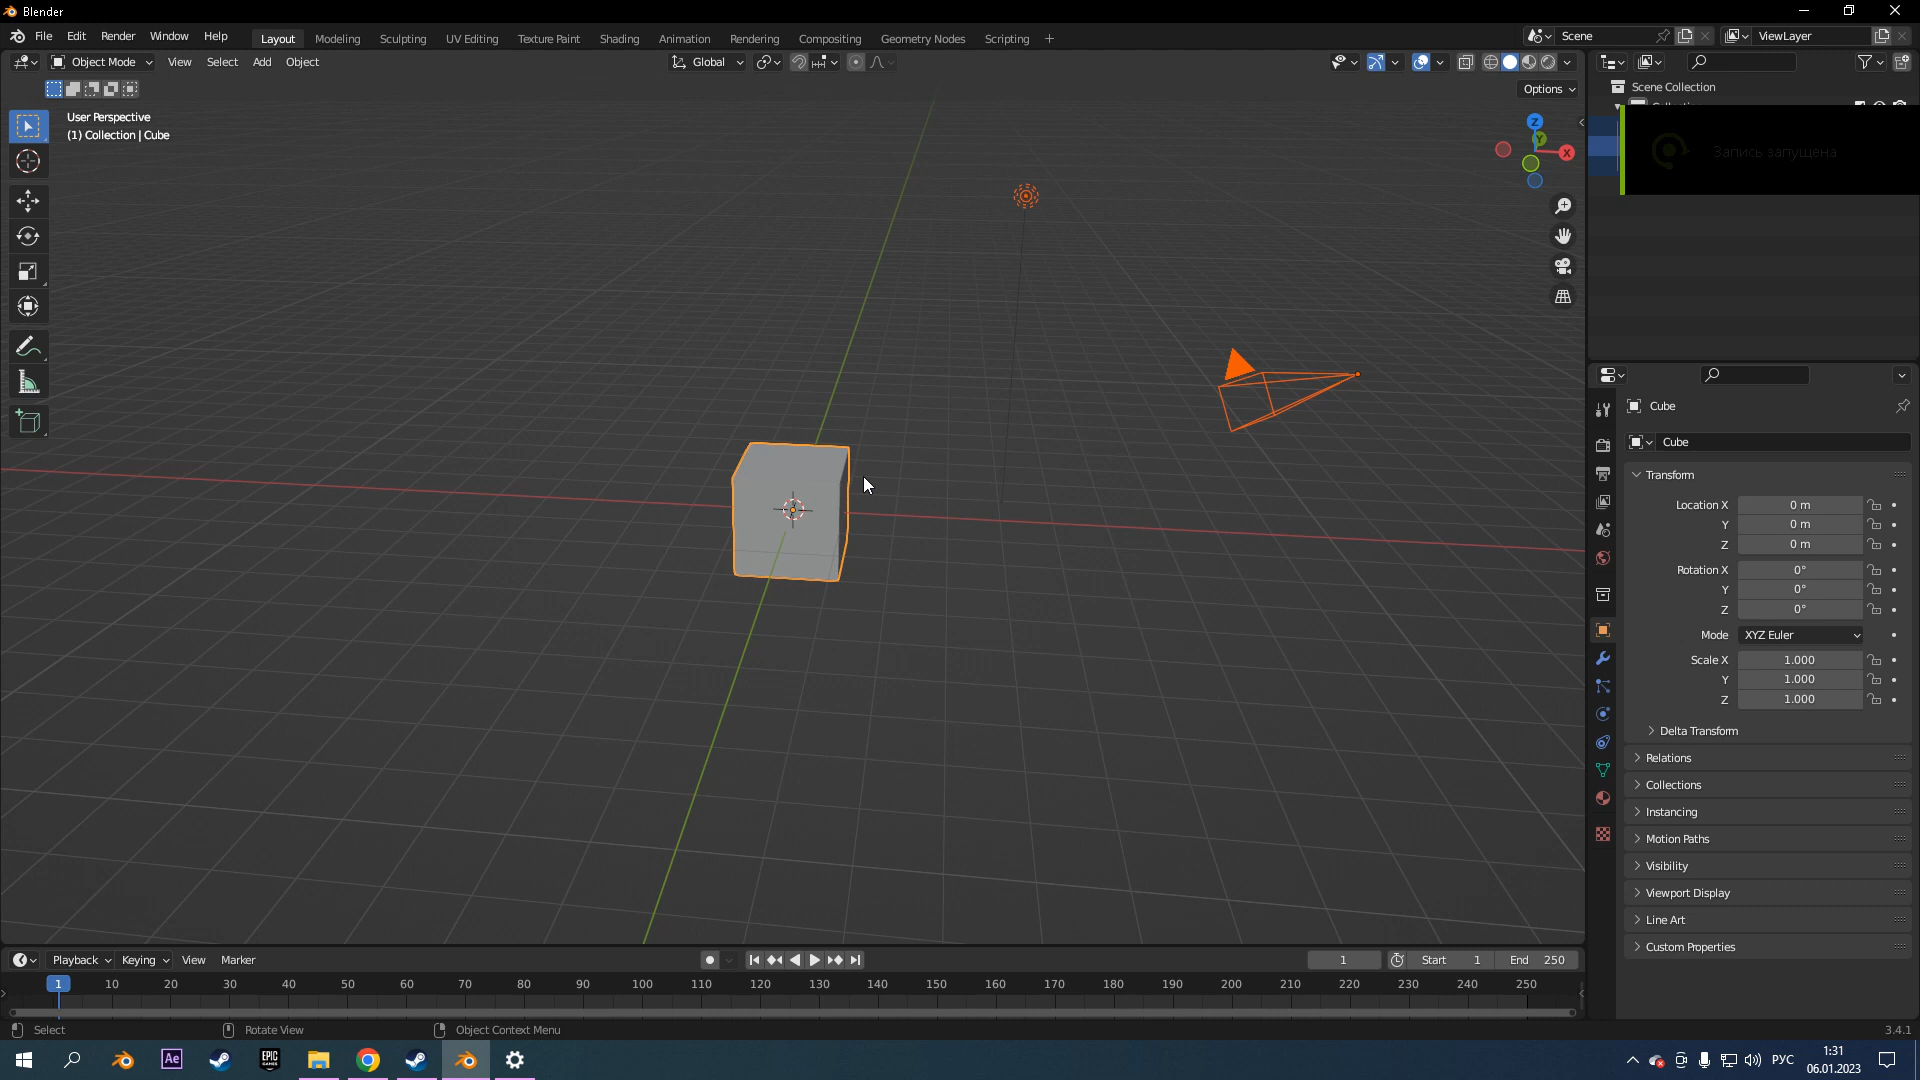 Blender
File Edit Render Window Help Layout Modeling Sculpting UV Editing Texture Paint Shading Animation Rendering Compositing Geometry Nodes Scripting + Scene ViewLayer
Object Mode View Select Add Object Global
Options
User Perspective
(1) Collection | Cube
Z
Y
X
Scene Collection
Запись запущена
Cube
Cube
Transform
Location X 0 m
Y 0 m
Z 0 m
Rotation X 0°
Y 0°
Z 0°
Mode XYZ Euler
Scale X 1.000
Y 1.000
Z 1.000
Delta Transform
Relations
Collections
Instancing
Motion Paths
Visibility
Viewport Display
Line Art
Custom Properties
Playback Keying View Marker 1 Start 1 End 250
1 10 20 30 40 50 60 70 80 90 100 110 120 130 140 150 160 170 180 190 200 210 220 230 240 250
Select Rotate View Object Context Menu 3.4.1
Ae EPIC GAMES РУС 1:31
06.01.2023